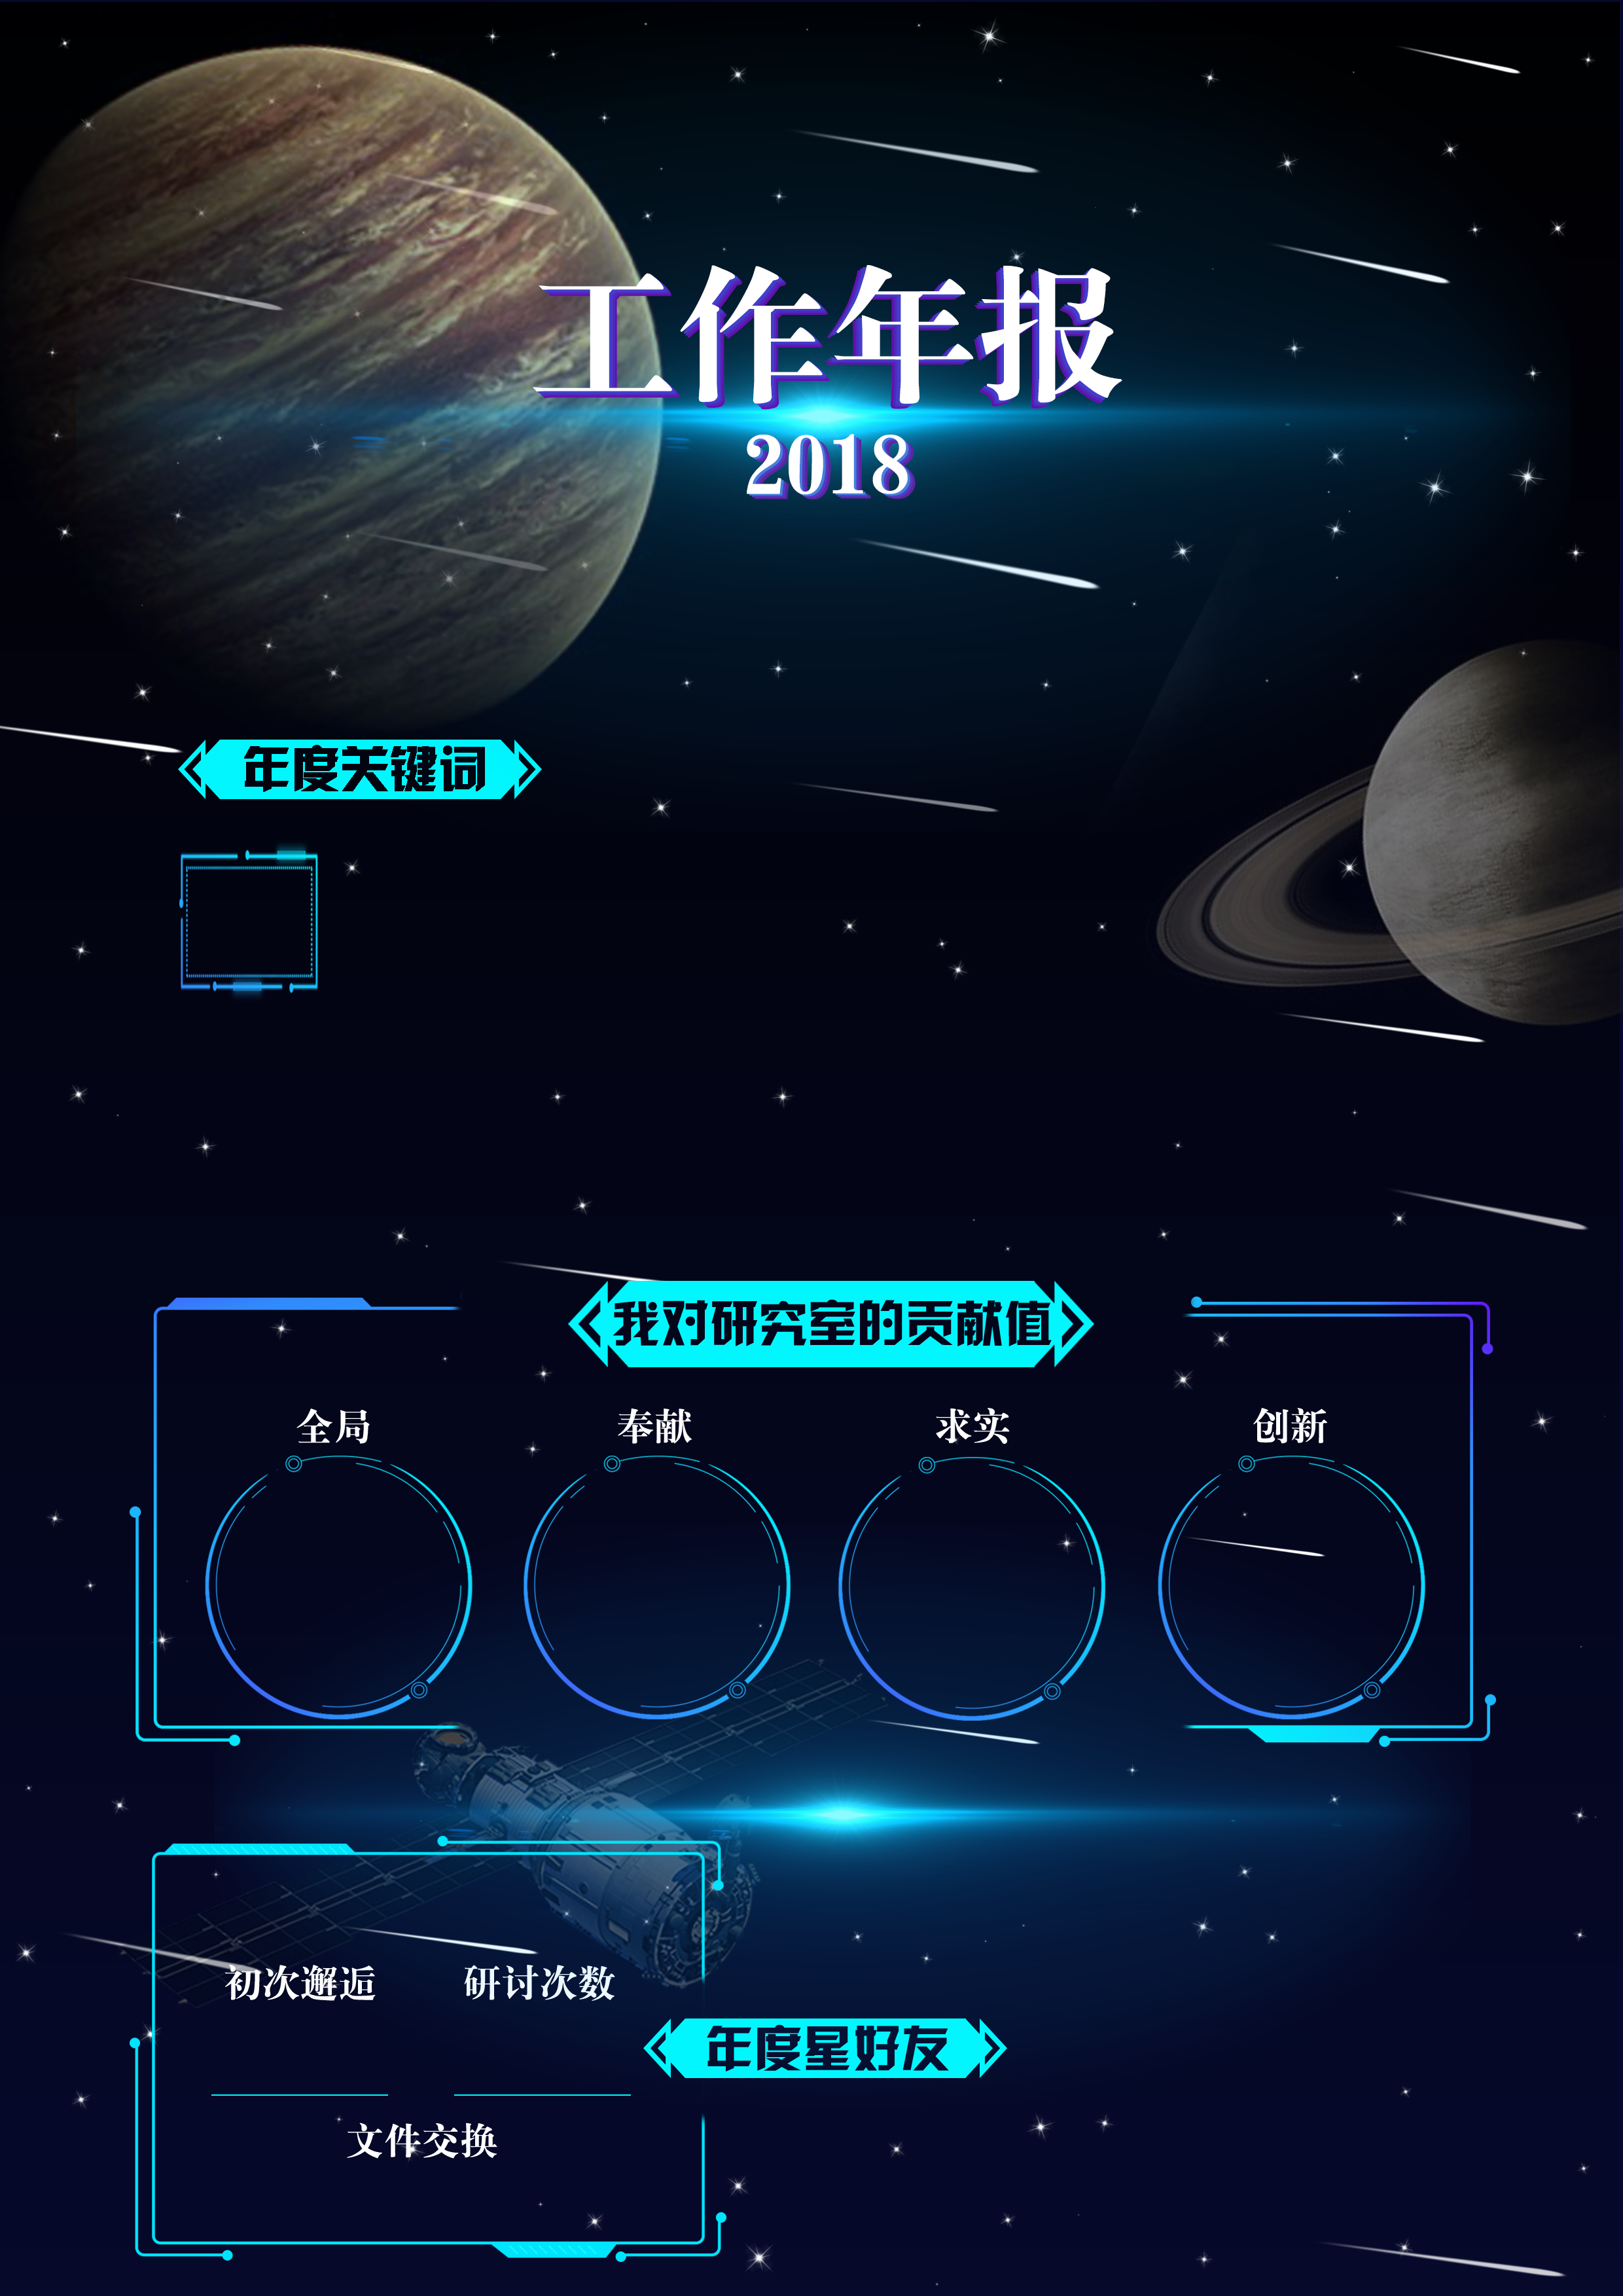 工作年报
2018
年度关键词
我对研究室的贡献值
全局 奉献 求实 创新
初次邂逅 研讨次数
年度星好友
文件交换